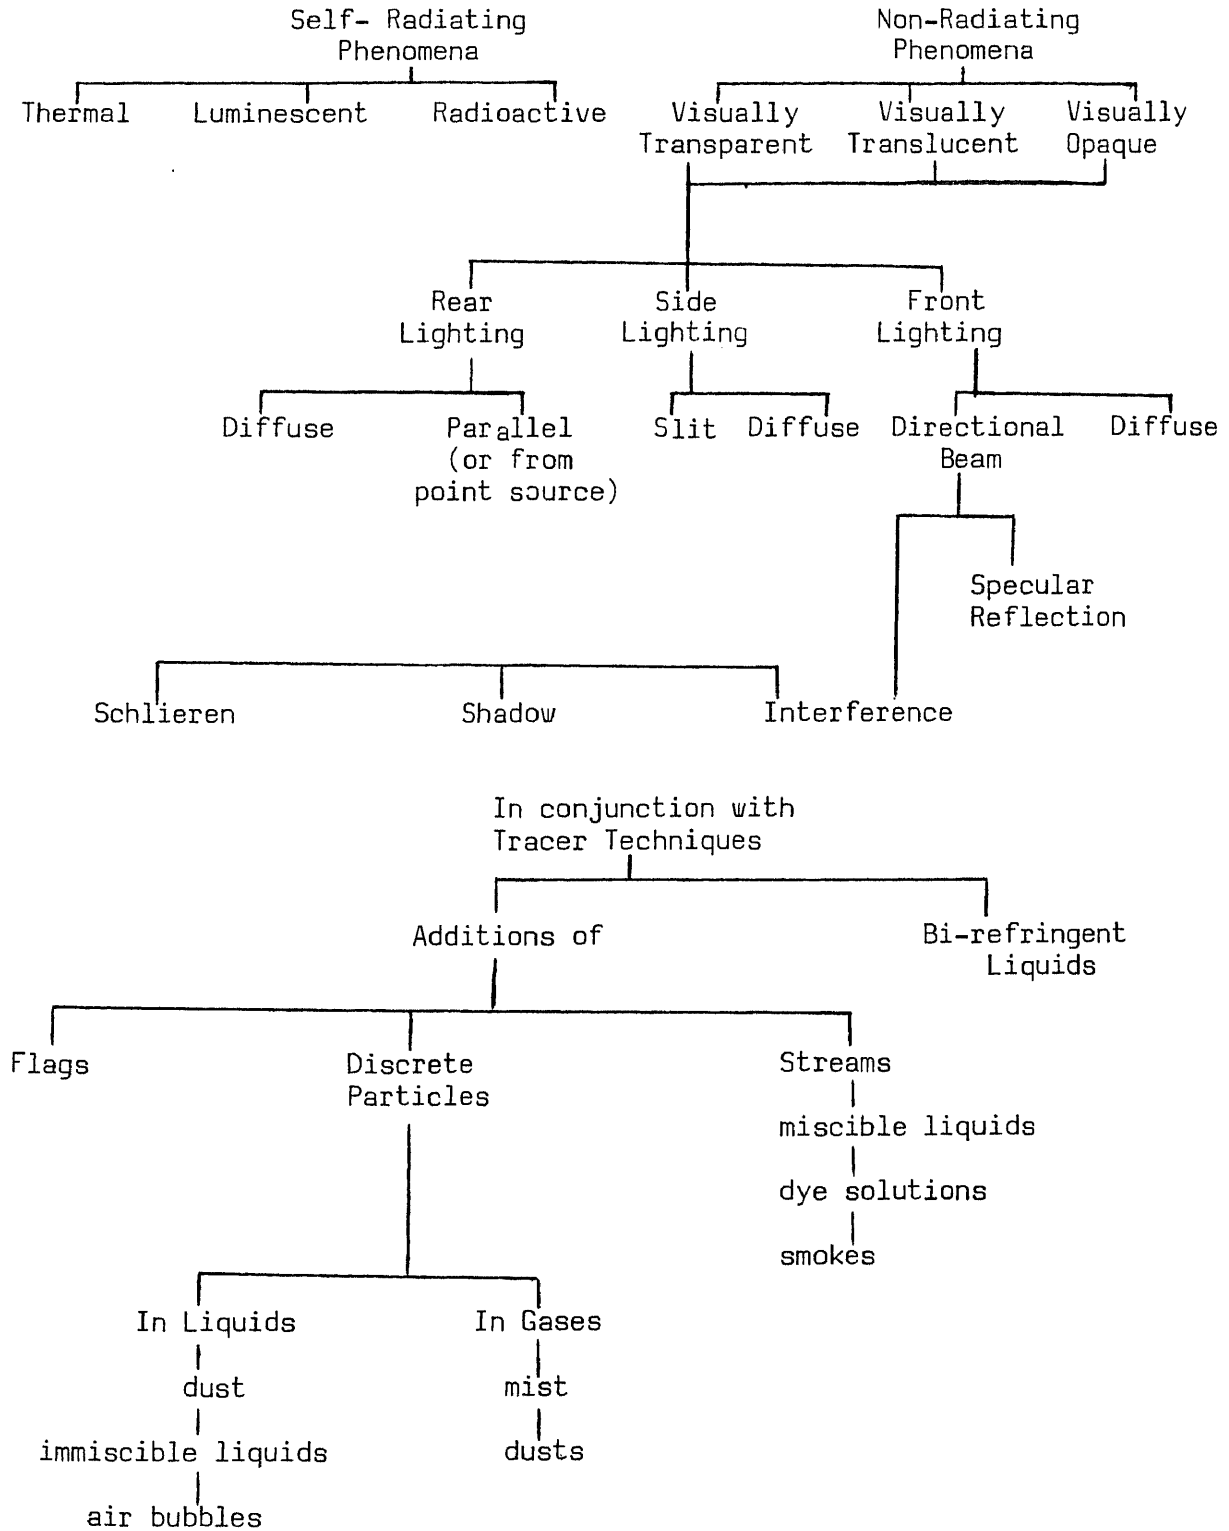 Self- Radiating
Phenomena
Non-Radiating
Phenomena
Thermal
Luminescent
Radioactive
Visually
Transparent
Visually
Translucent
Visually
Opaque
Rear
Lighting
Side
Lighting
Front
Lighting
Diffuse
Parallel
(or from
point source)
Slit
Diffuse
Directional
Beam
Diffuse
Specular
Reflection
Schlieren
Shadow
Interference
In conjunction with
Tracer Techniques
Additions of
Bi-refringent
Liquids
Flags
Discrete
Particles
Streams
miscible liquids
dye solutions
smokes
In Liquids
dust
immiscible liquids
air bubbles
In Gases
mist
dusts